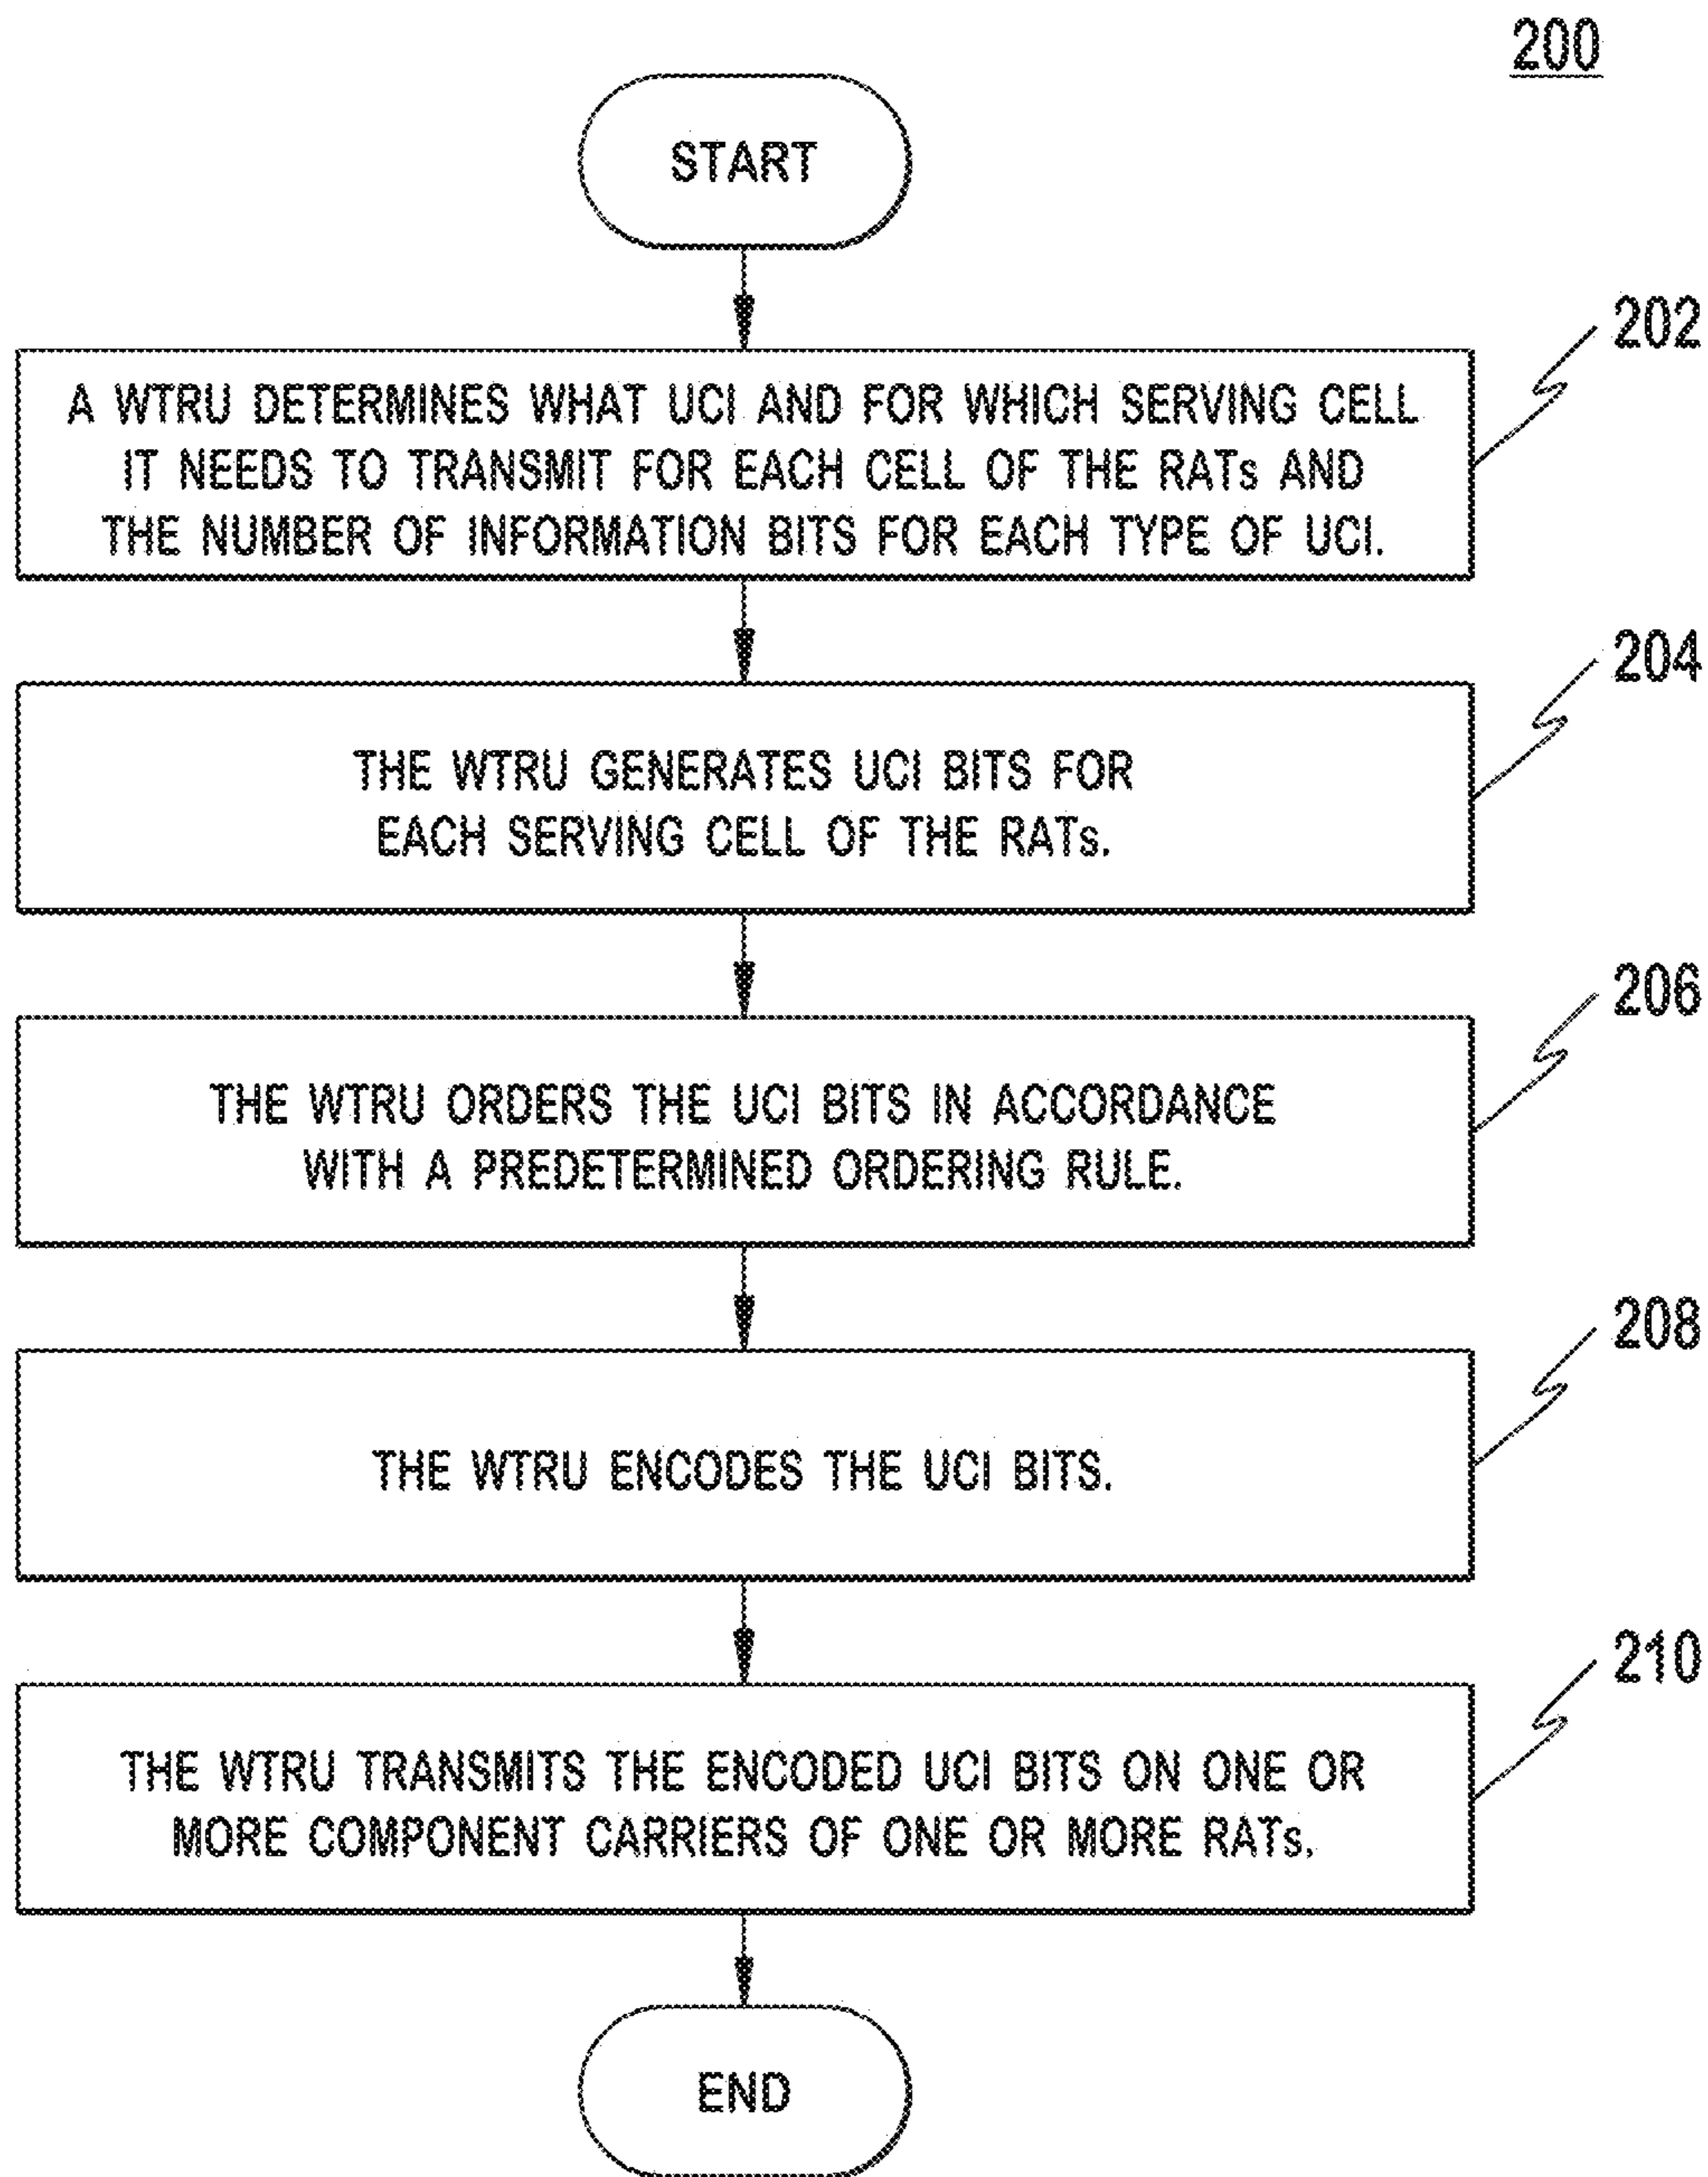 200
START
202
A WTRU DETERMINES WHAT UCI AND FOR WHICH SERVING CELL
IT NEEDS TO TRANSMIT FOR EACH CELL OF THE RATs AND
THE NUMBER OF INFORMATION BITS FOR EACH TYPE OF UCI.
204
THE WTRU GENERATES UCI BITS FOR
EACH SERVING CELL OF THE RATs.
206
THE WTRU ORDERS THE UCI BITS IN ACCORDANCE
WITH A PREDETERMINED ORDERING RULE.
208
THE WTRU ENCODES THE UCI BITS.
210
THE WTRU TRANSMITS THE ENCODED UCI BITS ON ONE OR
MORE COMPONENT CARRIERS OF ONE OR MORE RATs.
END